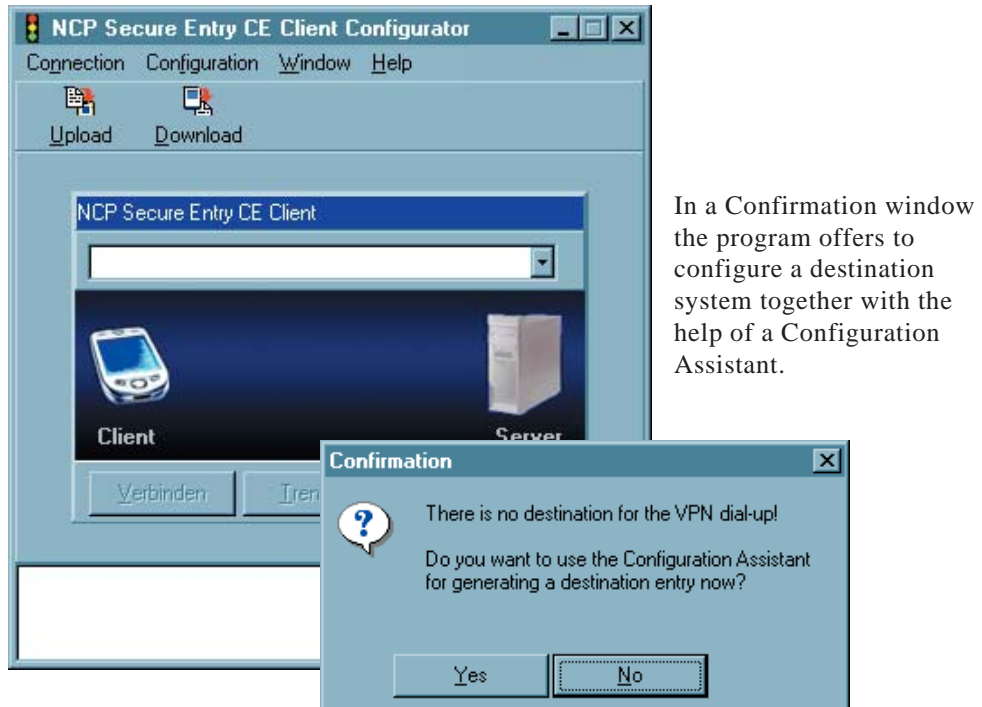 NCP Secure Entry CE Client Configurator
Connection Configuration Window Help
Upload Download
NCP Secure Entry CE Client
Client Server
Verbinden
In a Confirmation window
the program offers to
configure a destination
system together with the
help of a Configuration
Assistant.
Confirmation
There is no destination for the VPN dial-up!
Do you want to use the Configuration Assistant
for generating a destination entry now?
Yes No